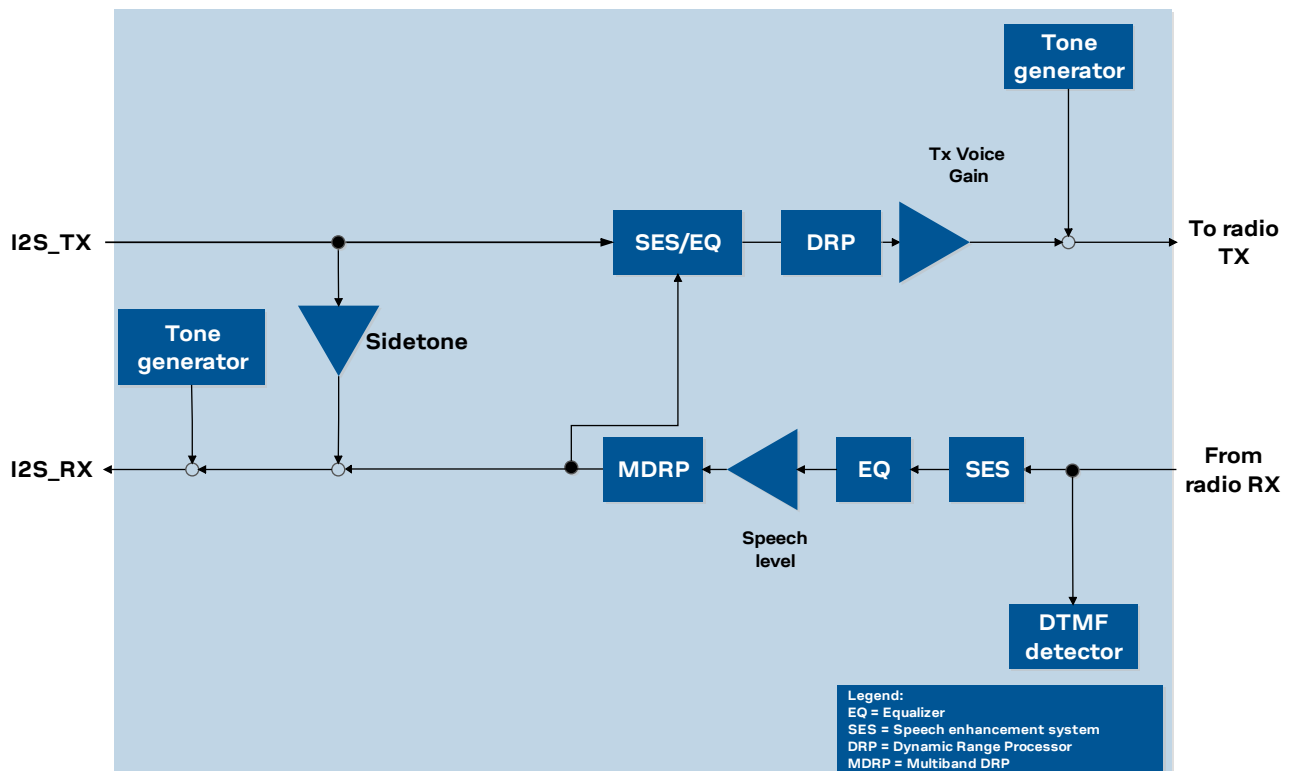 Tone
generator
Tx Voice
Gain
I2S_TX
SES/EQ
DRP
To radio
TX
Tone
generator
Sidetone
I2S_RX
MDRP
EQ
SES
From
radio RX
Speech
level
DTMF
detector
Legend:
EQ = Equalizer
SES = Speech enhancement system
DRP = Dynamic Range Processor
MDRP = Multiband DRP